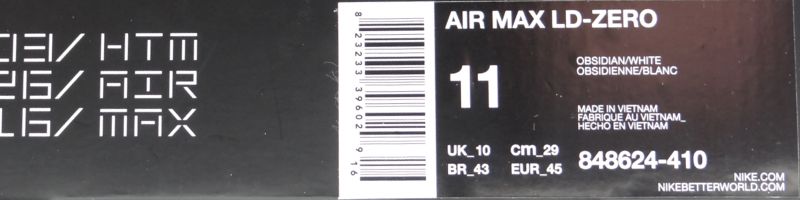 03/ HTM
26/ AIR
16/ MAX
8 23233 39602 9 16
AIR MAX LD-ZERO
11
OBSIDIAN/WHITE
OBSIDIENNE/BLANC
MADE IN VIETNAM
FABRIQUE AU VIETNAM_
HECHO EN VIETNAM
UK_10 Cm_29
BR_43 EUR_45
848624-410
NIKE.COM
NIKEBETTERWORLD.COM